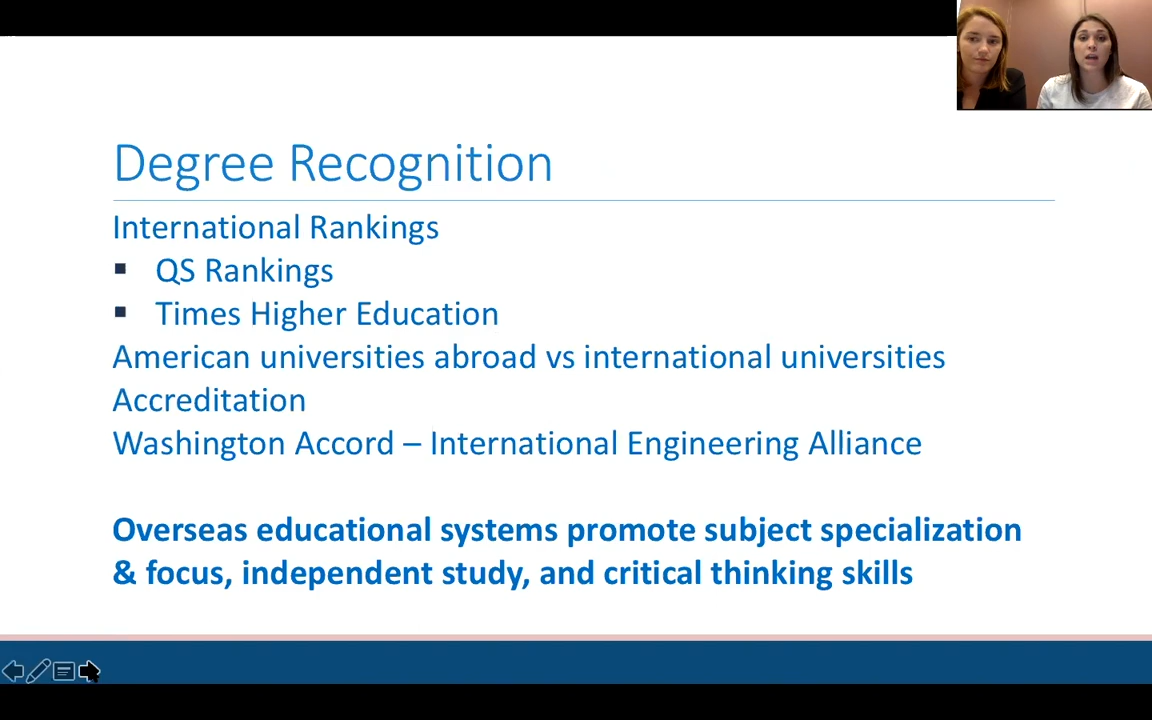 Degree Recognition
International Rankings
▪ QS Rankings
▪ Times Higher Education
American universities abroad vs international universities
Accreditation
Washington Accord – International Engineering Alliance
Overseas educational systems promote subject specialization
& focus, independent study, and critical thinking skills